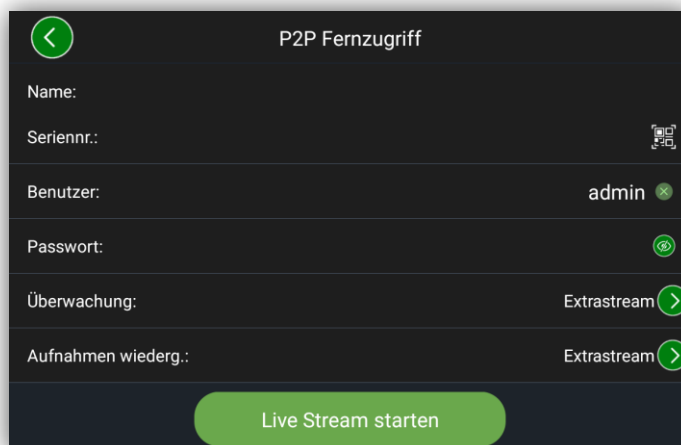 P2P Fernzugriff
Name:
Seriennr.:
Benutzer: admin
Passwort:
Überwachung: Extrastream
Aufnahmen wiederg.: Extrastream
Live Stream starten